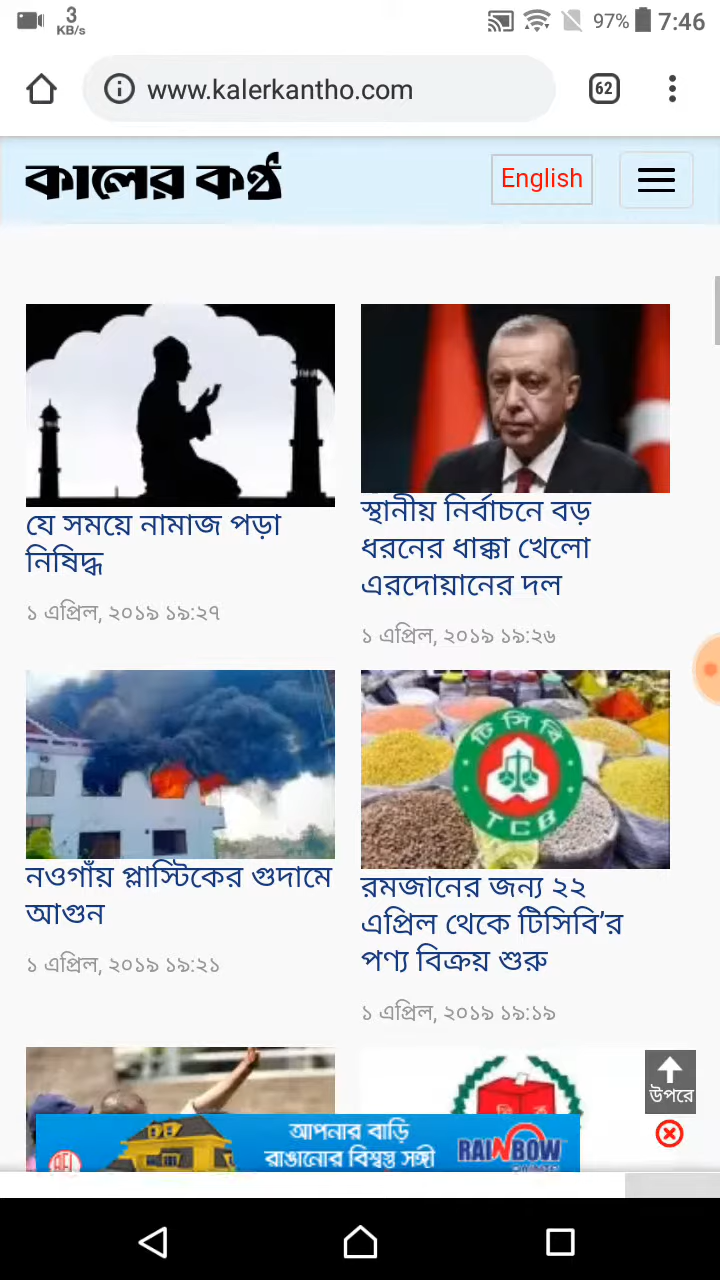 3
KB/s
97%
7:46
www.kalerkantho.com
62
কালের কণ্ঠ
English
যে সময়ে নামাজ পড়া
নিষিদ্ধ
১ এপ্রিল, ২০১৯ ১৯:২৭
স্থানীয় নির্বাচনে বড়
ধরনের ধাক্কা খেলো
এরদোয়ানের দল
১ এপ্রিল, ২০১৯ ১৯:২৬
নওগাঁয় প্লাস্টিকের গুদামে
আগুন
১ এপ্রিল, ২০১৯ ১৯:২১
টিসিবি
TCB
রমজানের জন্য ২২
এপ্রিল থেকে টিসিবি’র
পণ্য বিক্রয় শুরু
১ এপ্রিল, ২০১৯ ১৯:১৯
উপরে
আপনার বাড়ি
রাঙানোর বিশ্বস্ত সঙ্গী
RAINBOW